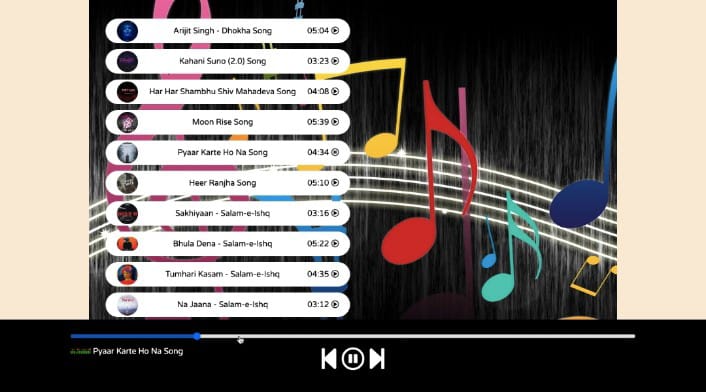 Arijit Singh - Dhokha Song 05:04
Kahani Suno (2.0) Song 03:23
Har Har Shambhu Shiv Mahadeva Song 04:08
Moon Rise Song 05:39
Pyaar Karte Ho Na Song 04:34
Heer Ranjha Song 05:10
Sakhiyaan - Salam-e-Ishq 03:16
Bhula Dena - Salam-e-Ishq 05:22
Tumhari Kasam - Salam-e-Ishq 04:35
Na Jaana - Salam-e-Ishq 03:12
Pyaar Karte Ho Na Song